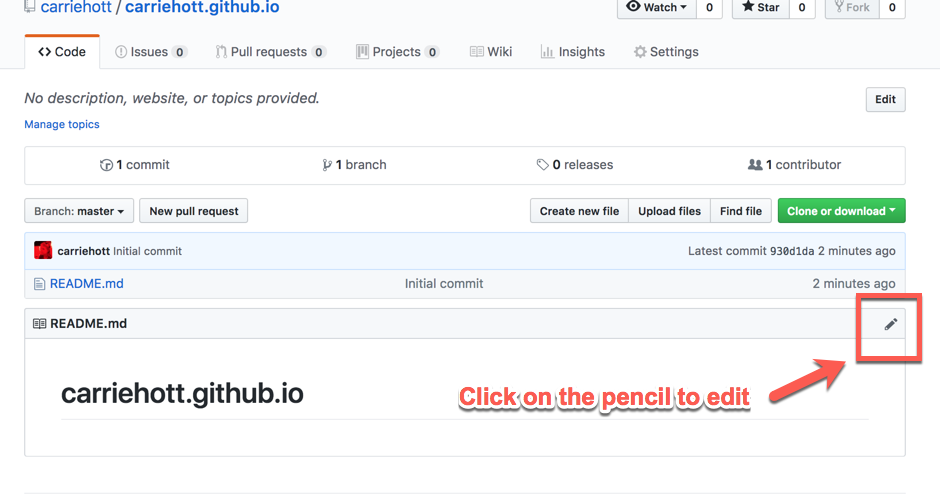 carriehott / carriehott.github.io Watch 0 Star 0 Fork 0
Code Issues 0 Pull requests 0 Projects 0 Wiki Insights Settings
No description, website, or topics provided. Edit
Manage topics
1 commit 1 branch 0 releases 1 contributor
Branch: master New pull request Create new file Upload files Find file Clone or download
carriehott Initial commit Latest commit 930d1da 2 minutes ago
README.md Initial commit 2 minutes ago
README.md
carriehott.github.io
Click on the pencil to edit